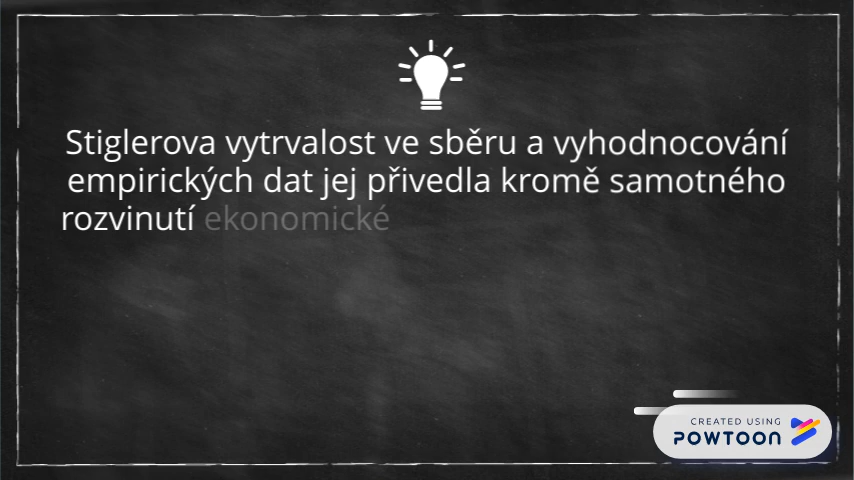 Stiglerova vytrvalost ve sběru a vyhodnocování
empirických dat jej přivedla kromě samotného
rozvinutí ekonomické
CREATED USING
POWTOON